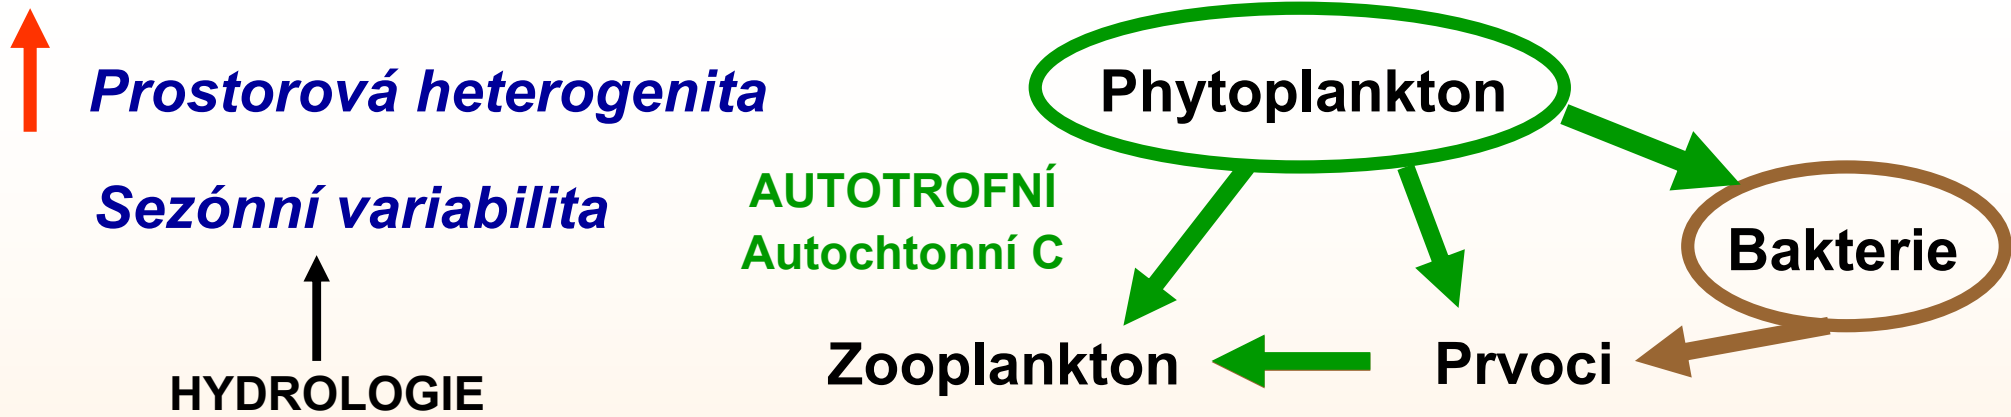 Prostorová heterogenita
Sezónní variabilita
HYDROLOGIE
AUTOTROFNÍ
Autochtonní C
Phytoplankton
Bakterie
Zooplankton
Prvoci